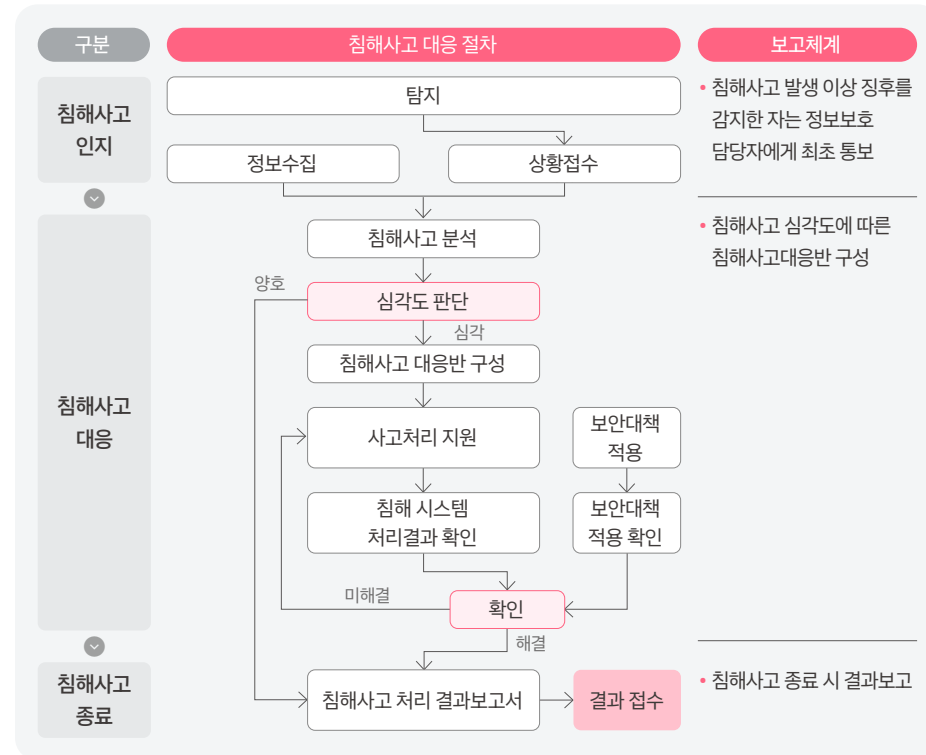 구분
침해사고 대응 절차
보고체계
침해사고
인지
탐지
정보수집
상황접수
• 침해사고 발생 이상 징후를
감지한 자는 정보보호
담당자에게 최초 통보
침해사고
대응
침해사고 분석
양호
심각도 판단
심각
침해사고 대응반 구성
사고처리 지원
보안대책
적용
침해 시스템
처리결과 확인
보안대책
적용 확인
미해결
확인
해결
• 침해사고 심각도에 따른
침해사고대응반 구성
침해사고
종료
침해사고 처리 결과보고서
결과 접수
• 침해사고 종료 시 결과보고